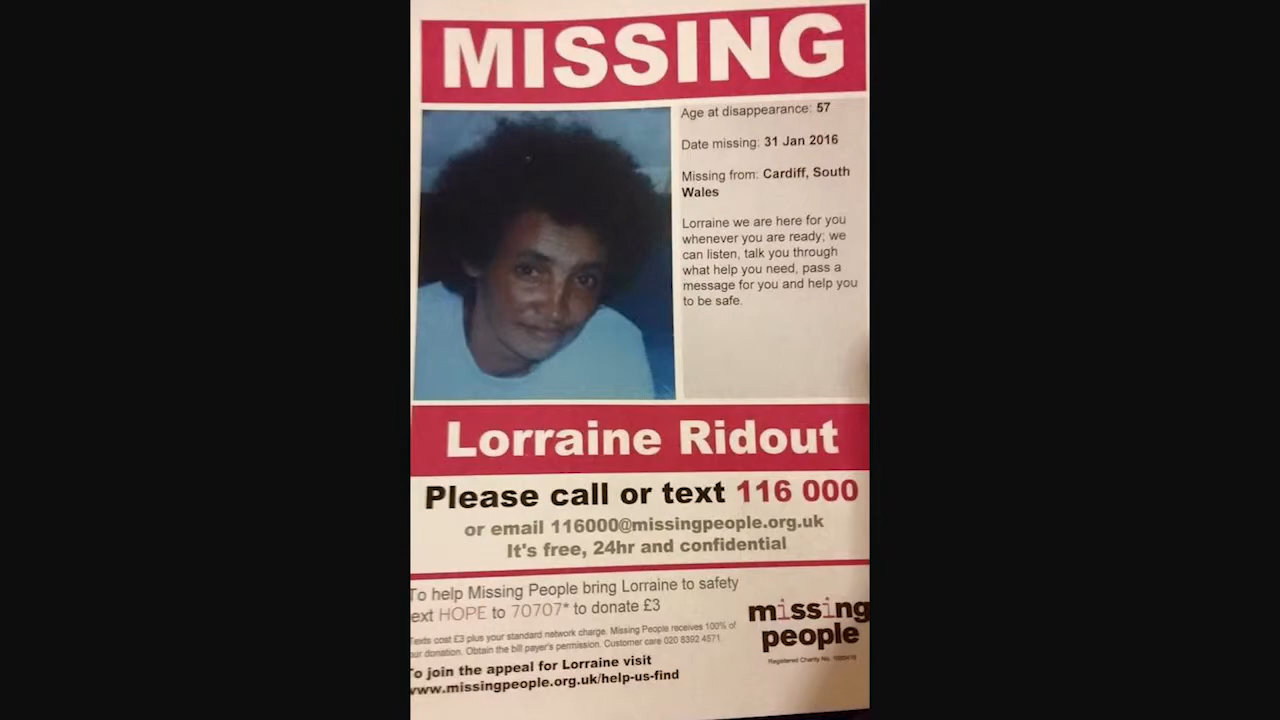 MISSING
Age at disappearance: 57
Date missing: 31 Jan 2016
Missing from: Cardiff, South
Wales
Lorraine we are here for you
whenever you are ready; we
can listen, talk you through
what help you need, pass a
message for you and help you
to be safe.
Lorraine Ridout
Please call or text 116 000
or email 116000@missingpeople.org.uk
It's free, 24hr and confidential
To help Missing People bring Lorraine to safety
ext HOPE to 70707* to donate £3
Texts cost £3 plus your standard network charge. Missing People receives 100% of
our donation. Obtain the bill payer's permission. Customer care 020 8392 4571.
To join the appeal for Lorraine visit
www.missingpeople.org.uk/help-us-find
missing
people
Registered Charity No.